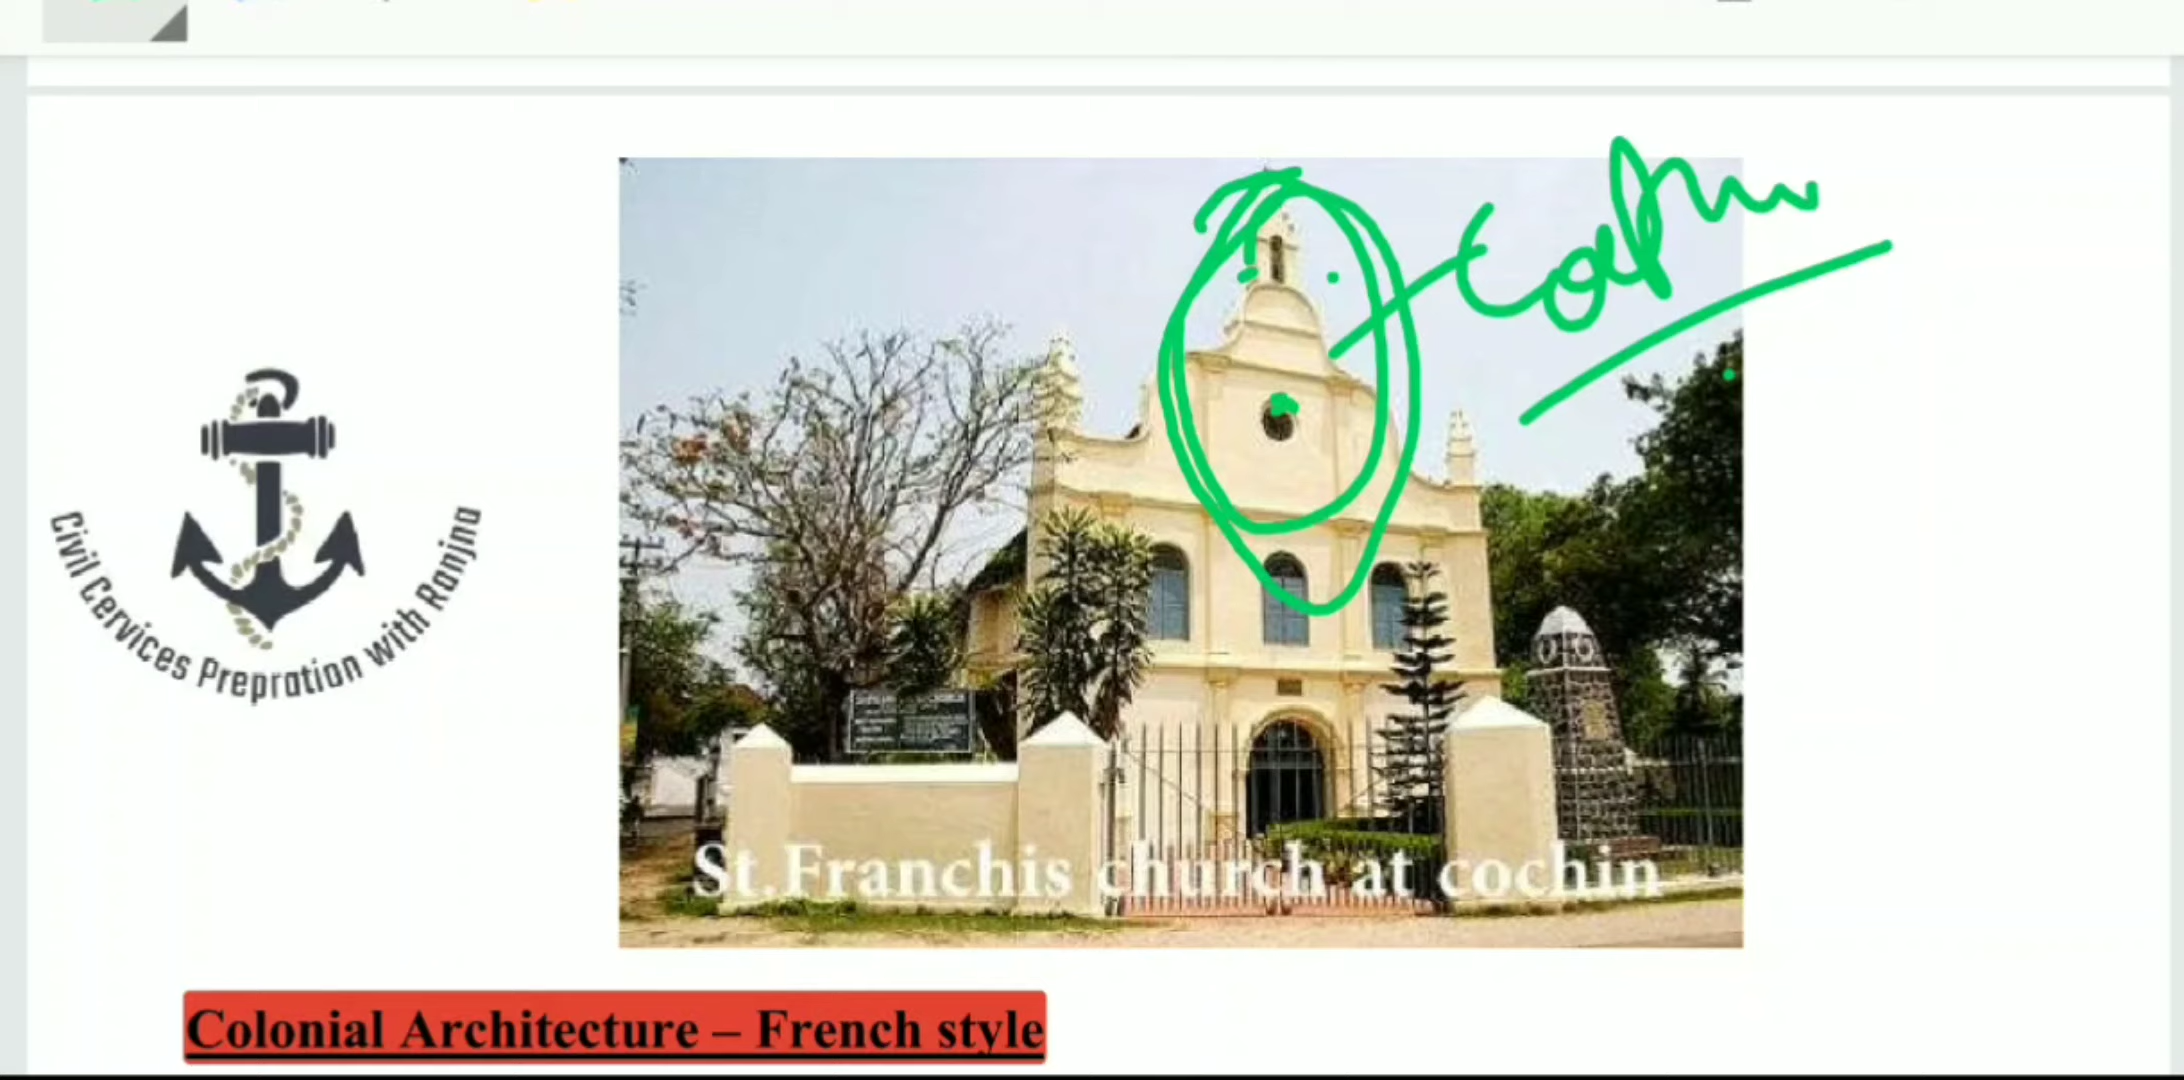 Civil Cervices Prepration with Ranjna
St.Franchis church at cochin
Colonial Architecture – French style